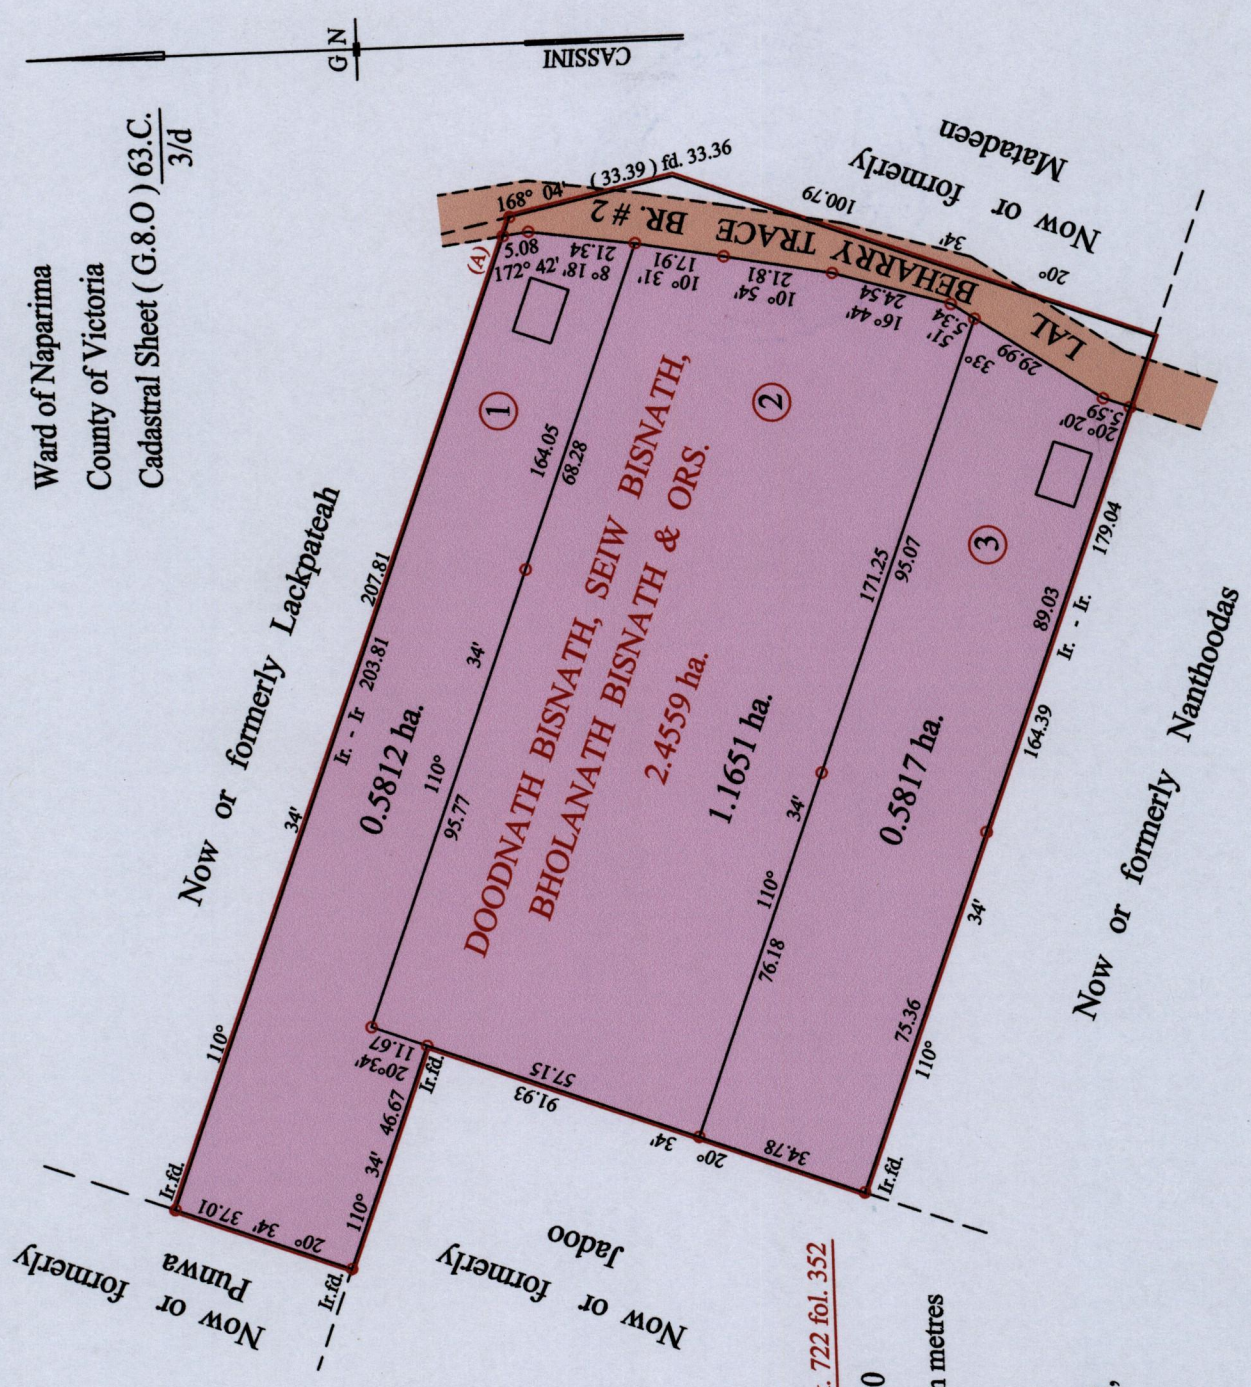 G N
CASSINI
Ward of Naparima
County of Victoria
Cadastral Sheet ( G.8.O ) 63.C.
3/d
Now or formerly
Matadeen
168° 04'
( 33.39 ) fd. 33.36
100.79
34'
20°
LAL BEHARRY TRACE BR. # 2
(A)
5.08
172° 42'
8° 18'
21.34
10° 31'
17.91
10° 54'
21.81
16° 44'
24.54
51'
5.34
33°
29.99
20° 20'
5.59
1
2
3
Now or formerly Lackpateah
110°
34'
Ir. - Ir 203.81
207.81
0.5812 ha.
164.05
68.28
34'
110°
95.77
DOODNATH BISNATH, SEIW BISNATH,
BHOLANATH BISNATH & ORS.
2.4559 ha.
1.1651 ha.
171.25
95.07
34'
110°
76.18
0.5817 ha.
179.04
89.03
Ir. - Ir.
164.39
34'
75.36
110°
Now or formerly Nanthoodas
11.67
20°34'
Ir.fd.
46.67
34'
110°
57.15
91.93
34'
20°
34.78
Ir.fd.
Ir.fd.
37.01
34'
20°
Ir.fd.
Now or formerly
Punwa
Now or formerly
Jadoo
. 722 fol. 352
0
metres